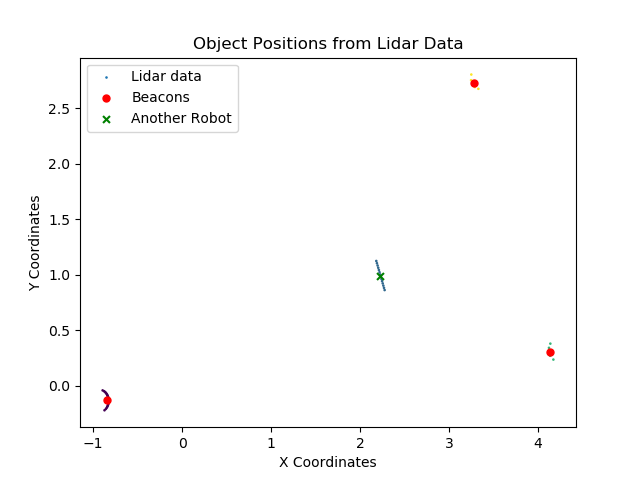 Object Positions from Lidar Data
Lidar data
Beacons
Another Robot
Y Coordinates
2.5
2.0
1.5
1.0
0.5
0.0
−1 0 1 2 3 4
X Coordinates